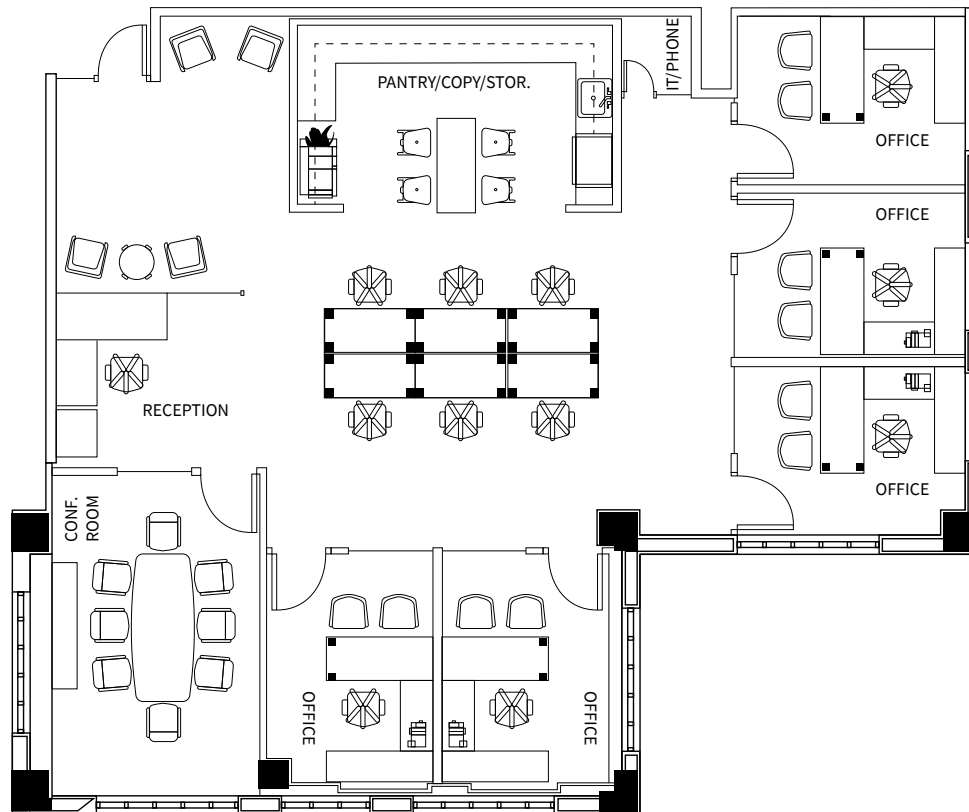 PANTRY/COPY/STOR.
IT/PHONE
OFFICE
OFFICE
RECEPTION
OFFICE
CONF.
ROOM
OFFICE
OFFICE